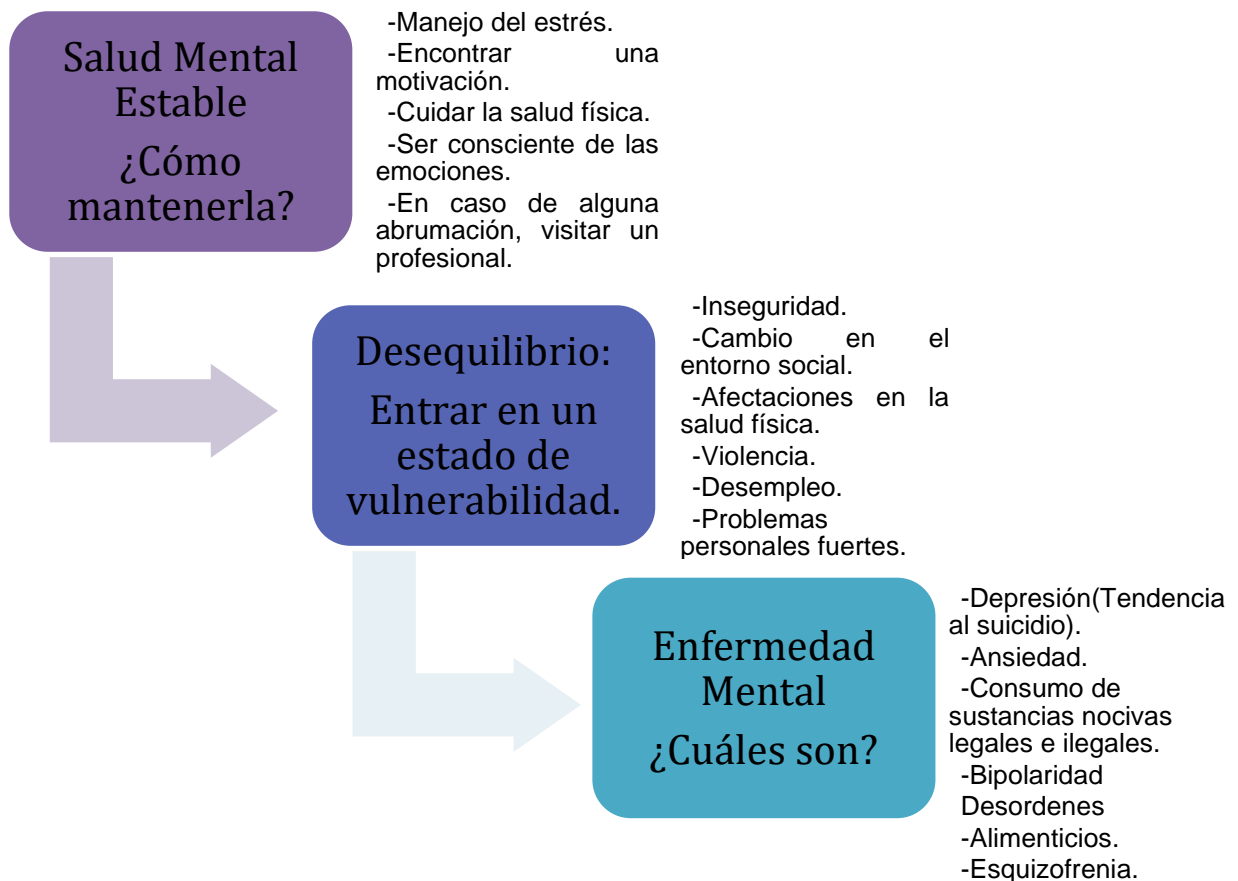 Salud Mental
Estable
¿Cómo
mantenerla?
-Manejo del estrés.
-Encontrar una
motivación.
-Cuidar la salud física.
-Ser consciente de las
emociones.
-En caso de alguna
abrumación, visitar un
profesional.
Desequilibrio:
Entrar en un
estado de
vulnerabilidad.
-Inseguridad.
-Cambio en el
entorno social.
-Afectaciones en la
salud física.
-Violencia.
-Desempleo.
-Problemas
personales fuertes.
Enfermedad
Mental
¿Cuáles son?
-Depresión(Tendencia
al suicidio).
-Ansiedad.
-Consumo de
sustancias nocivas
legales e ilegales.
-Bipolaridad
Desordenes
-Alimenticios.
-Esquizofrenia.